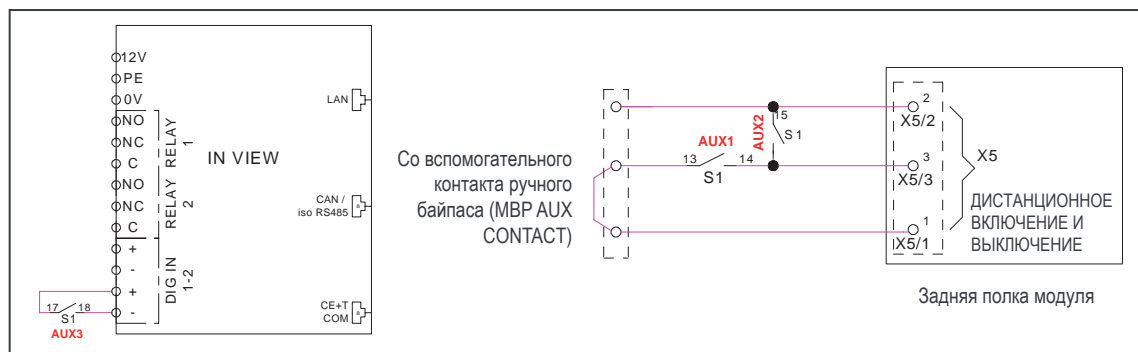 12V
PE
0V
NO
NC
C
NO
NC
C
+
-
+
-
RELAY
1
RELAY
2
DIG IN
1-2
IN VIEW
LAN
CAN /
iso RS485
CE+T
COM
17
18
S1
AUX3
Со вспомогательного
контакта ручного
байпаса (MBP AUX
CONTACT)
AUX1
13
14
S1
AUX2
15
S 1
2
X5/2
3
X5/3
1
X5/1
X5
ДИСТАНЦИОННОЕ
ВКЛЮЧЕНИЕ И
ВЫКЛЮЧЕНИЕ
Задняя полка модуля